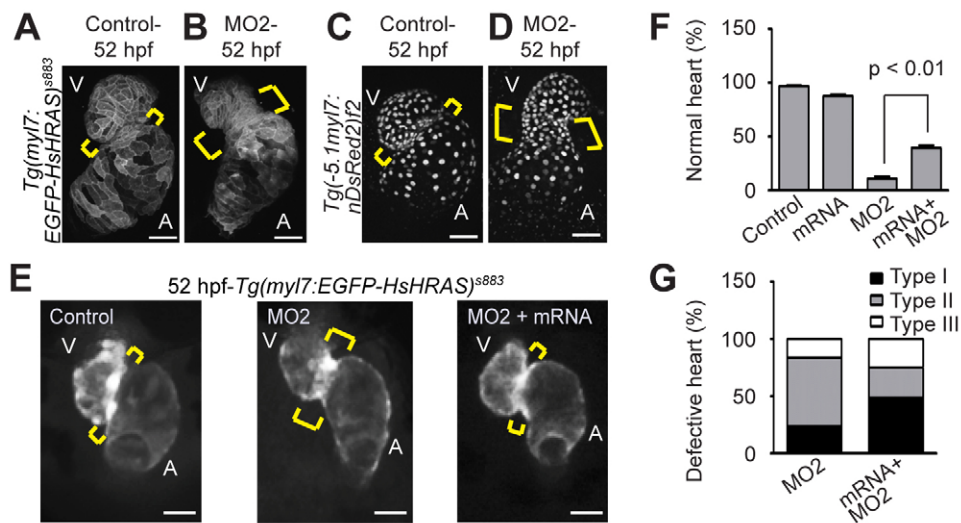 A
Control-
52 hpf
B
MO2-
52 hpf
C
Control-
52 hpf
D
MO2-
52 hpf
Tg(myl7:
EGFP-HsHRAS)s883
V
A
Tg(-5.1myl7:
nDsRed2)f2
V
A
E
52 hpf-Tg(myl7:EGFP-HsHRAS)s883
Control
V
A
MO2
V
A
MO2 + mRNA
V
A
F
Normal heart (%)
150
100
50
0
p < 0.01
Control
mRNA
MO2
mRNA+
MO2
G
Defective heart (%)
150
100
50
0
Type I
Type II
Type III
MO2
mRNA+
MO2